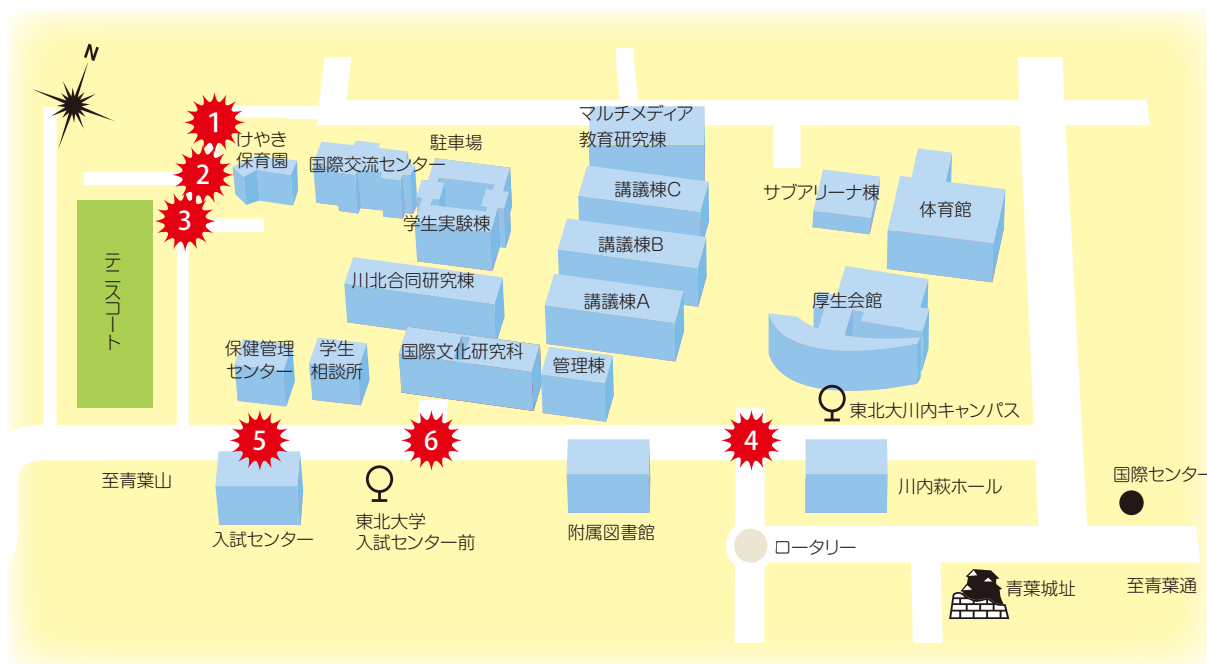 N
1
けやき
保育園
2
3
国際交流センター
駐車場
学生実験棟
マルチメディア
教育研究棟
講議棟C
講議棟B
講議棟A
サブアリーナ棟
体育館
厚生会館
テニスコート
川北合同研究棟
保健管理
センター
学生
相談所
国際文化研究科
管理棟
東北大川内キャンパス
5
6
4
至青葉山
入試センター
東北大学
入試センター前
附属図書館
川内萩ホール
国際センター
ロータリー
青葉城址
至青葉通